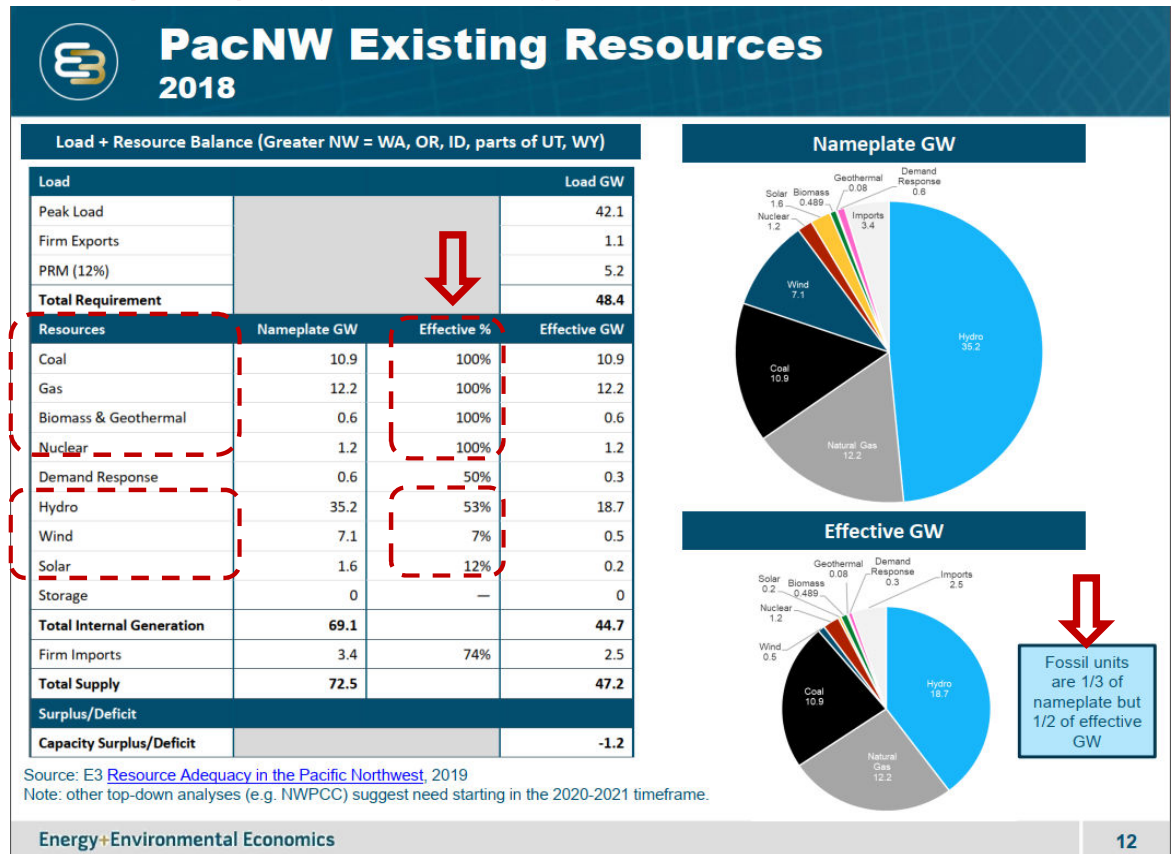 PacNW Existing Resources
2018
Load + Resource Balance (Greater NW = WA, OR, ID, parts of UT, WY)
Load Load GW
Peak Load 42.1
Firm Exports 1.1
PRM (12%) 5.2
Total Requirement 48.4
Resources Nameplate GW Effective % Effective GW
Coal 10.9 100% 10.9
Gas 12.2 100% 12.2
Biomass & Geothermal 0.6 100% 0.6
Nuclear 1.2 100% 1.2
Demand Response 0.6 50% 0.3
Hydro 35.2 53% 18.7
Wind 7.1 7% 0.5
Solar 1.6 12% 0.2
Storage 0 — 0
Total Internal Generation 69.1 44.7
Firm Imports 3.4 74% 2.5
Total Supply 72.5 47.2
Surplus/Deficit
Capacity Surplus/Deficit -1.2
Nameplate GW
Solar
1.6
Biomass
0.489
Geothermal
0.08
Demand
Response
0.6
Nuclear
1.2
Imports
3.4
Wind
7.1
Hydro
35.2
Coal
10.9
Natural Gas
12.2
Effective GW
Solar
0.2
Biomass
0.489
Geothermal
0.08
Demand
Response
0.3
Imports
2.5
Nuclear
1.2
Wind
0.5
Hydro
18.7
Coal
10.9
Natural
Gas
12.2
Fossil units
are 1/3 of
nameplate but
1/2 of effective
GW
Source: E3 Resource Adequacy in the Pacific Northwest, 2019
Note: other top-down analyses (e.g. NWPCC) suggest need starting in the 2020-2021 timeframe.
Energy+Environmental Economics
12